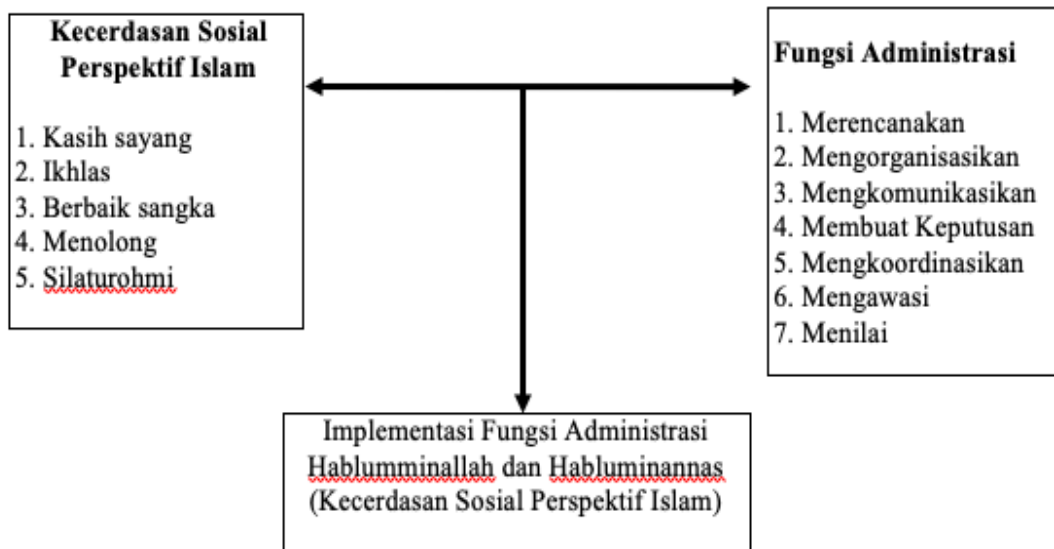 Kecerdasan Sosial
Perspektif Islam
1. Kasih sayang
2. Ikhlas
3. Berbaik sangka
4. Menolong
5. Silaturohmi
Fungsi Administrasi
1. Merencanakan
2. Mengorganisasikan
3. Mengkomunikasikan
4. Membuat Keputusan
5. Mengkoordinasikan
6. Mengawasi
7. Menilai
Implementasi Fungsi Administrasi
Hablumminallah dan Habluminannas
(Kecerdasan Sosial Perspektif Islam)